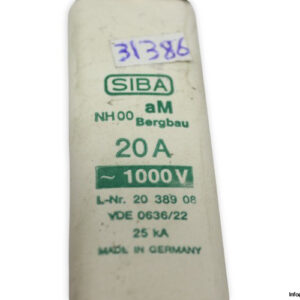 31386
SIBA
NH00 aM Bergbau
20 A
~ 1000 V
L-Nr. 20 389 08
VDE 0636/22
25 kA
MADE IN GERMANY